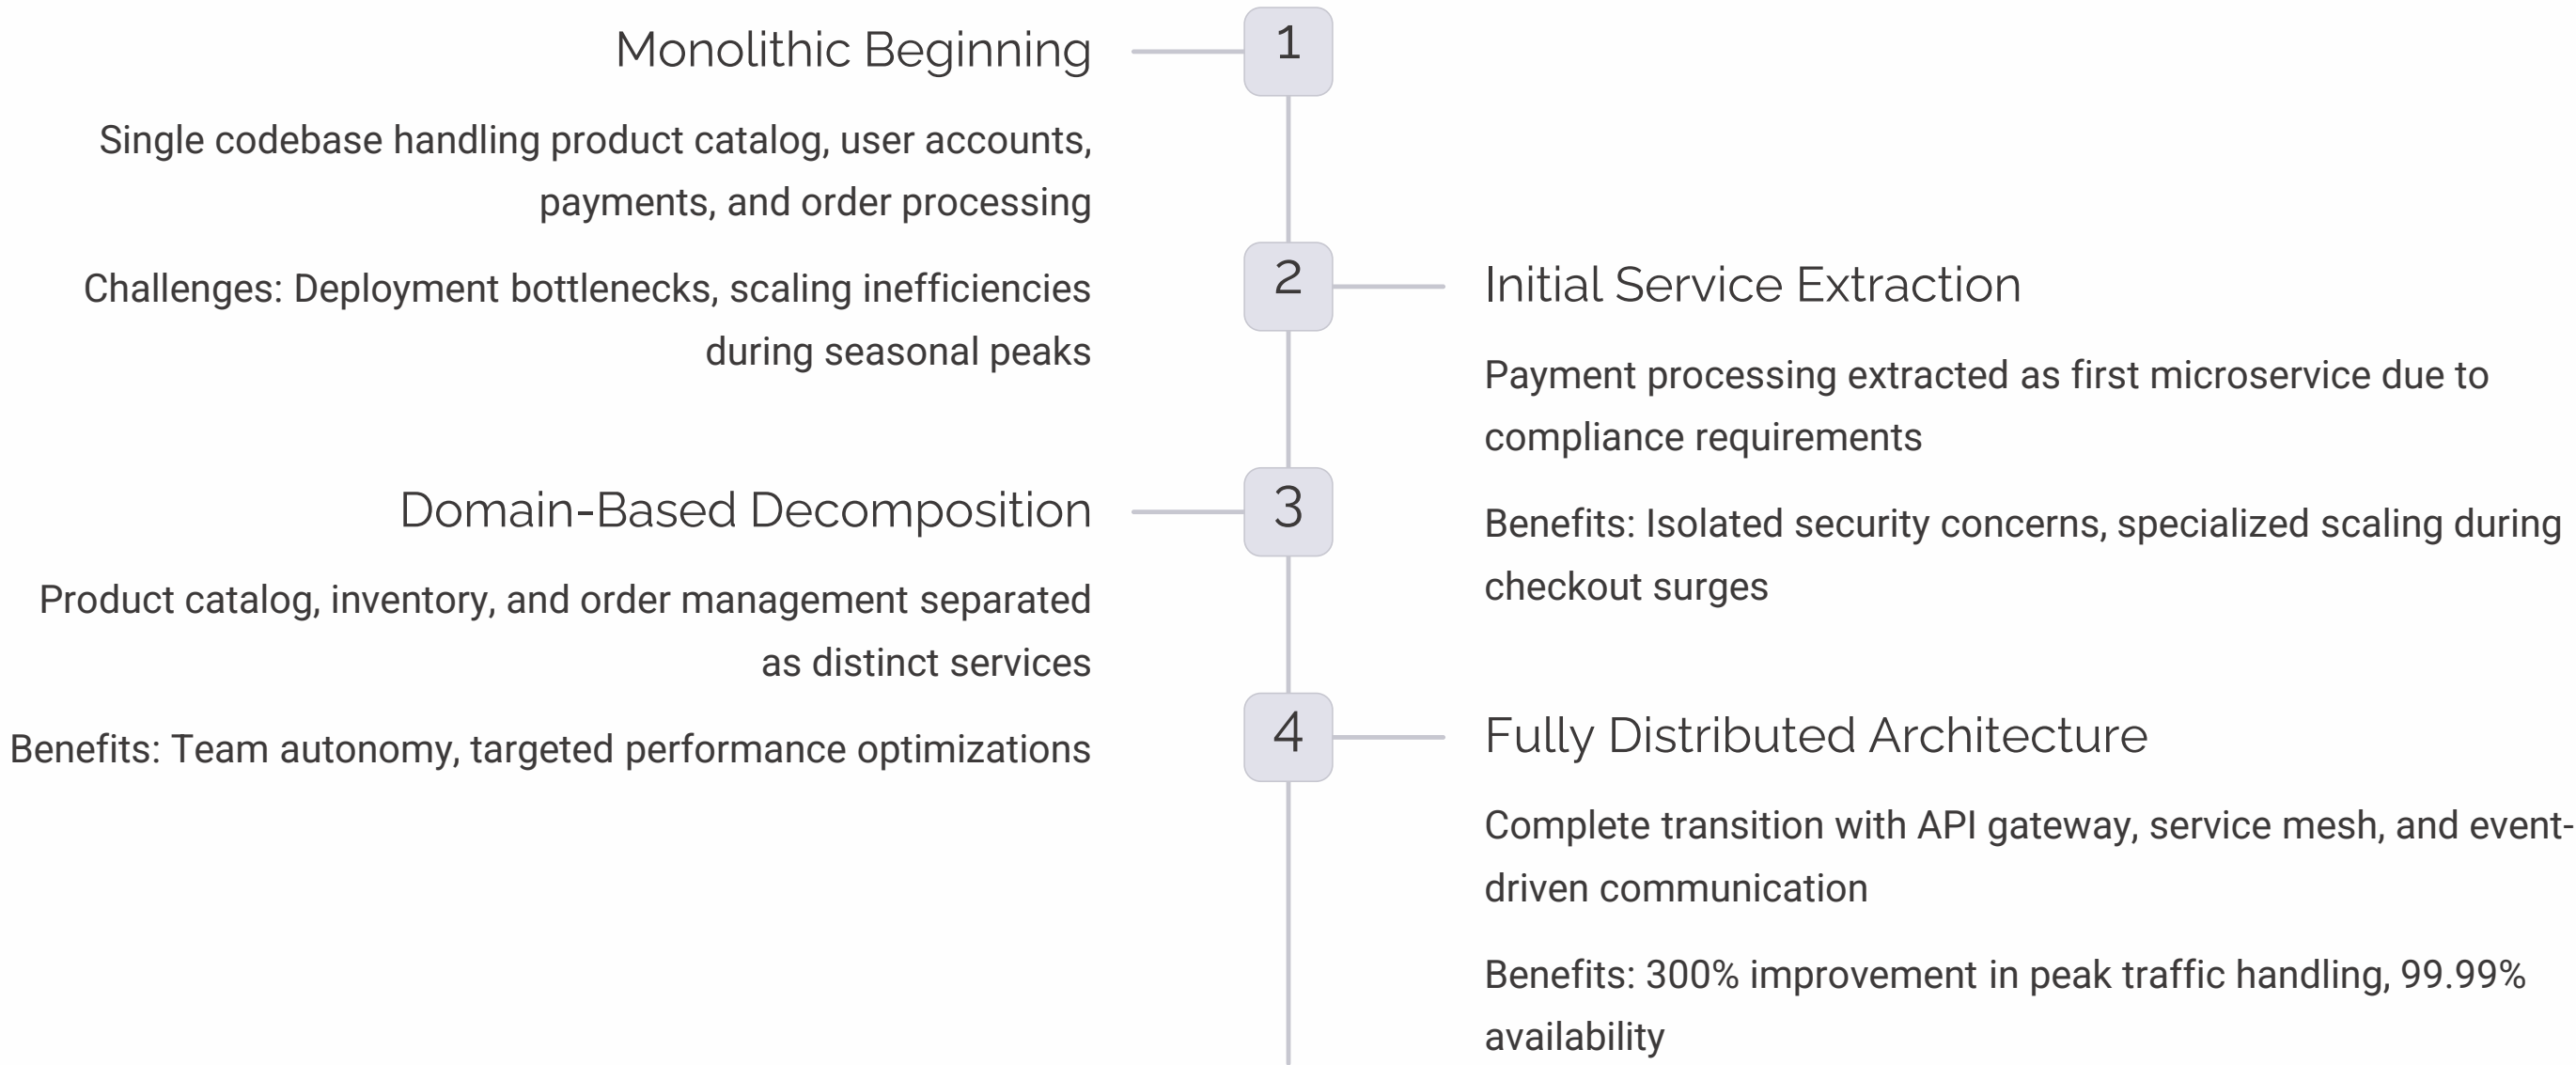 1
Monolithic Beginning
Single codebase handling product catalog, user accounts,
payments, and order processing
Challenges: Deployment bottlenecks, scaling inefficiencies
during seasonal peaks
2
Initial Service Extraction
Payment processing extracted as first microservice due to
compliance requirements
Benefits: Isolated security concerns, specialized scaling during
checkout surges
3
Domain-Based Decomposition
Product catalog, inventory, and order management separated
as distinct services
Benefits: Team autonomy, targeted performance optimizations
4
Fully Distributed Architecture
Complete transition with API gateway, service mesh, and event-
driven communication
Benefits: 300% improvement in peak traffic handling, 99.99%
availability